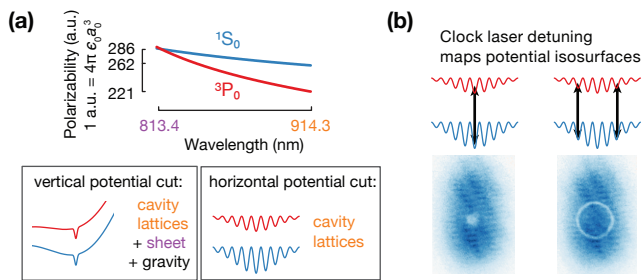 (a)
Polarizability (a.u.)
1 a.u. = 4π ϵ₀a₀³
286
262
221
¹S₀
³P₀
813.4
914.3
Wavelength (nm)
vertical potential cut:
cavity
lattices
+ sheet
+ gravity
horizontal potential cut:
cavity
lattices
(b)
Clock laser detuning
maps potential isosurfaces